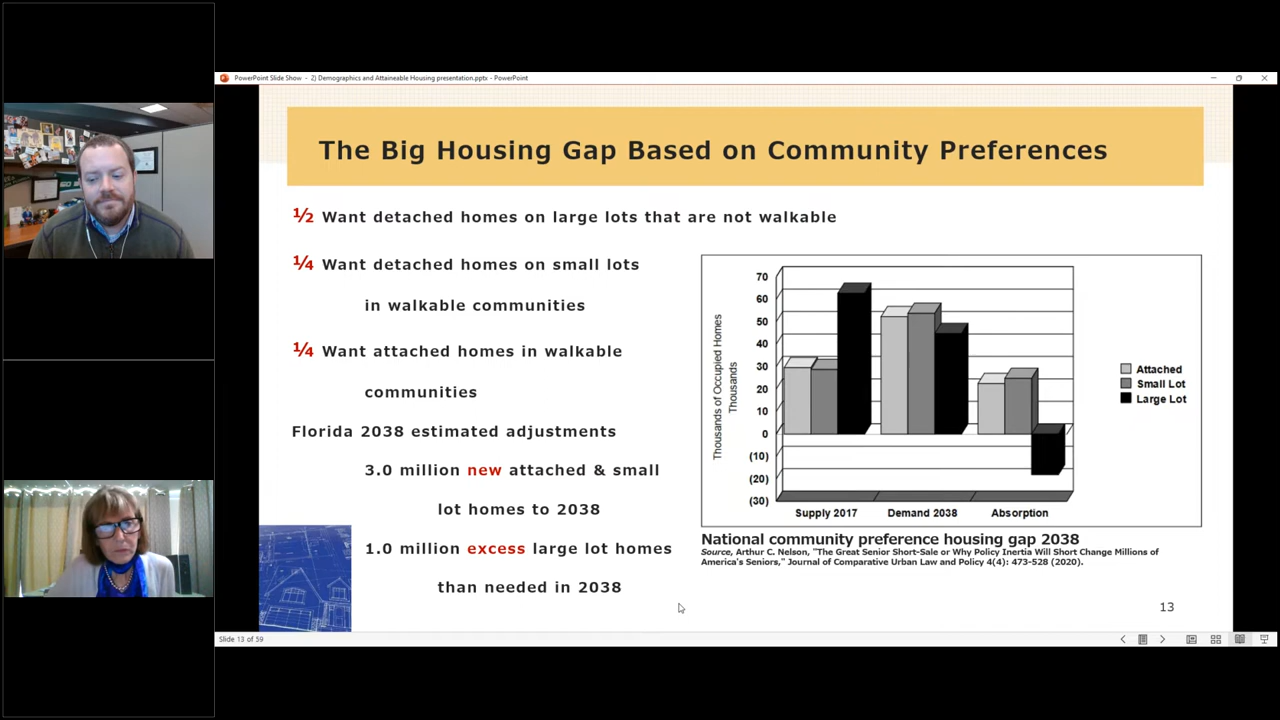 PowerPoint Slide Show - 2) Demographics and Attaineable Housing presentation.pptx - PowerPoint
The Big Housing Gap Based on Community Preferences
½ Want detached homes on large lots that are not walkable
¼ Want detached homes on small lots
in walkable communities
¼ Want attached homes in walkable
communities
Florida 2038 estimated adjustments
3.0 million new attached & small
lot homes to 2038
1.0 million excess large lot homes
than needed in 2038
Thousands of Occupied Homes
Thousands
70
60
50
40
30
20
10
0
(10)
(20)
(30)
Supply 2017 Demand 2038 Absorption
Attached
Small Lot
Large Lot
National community preference housing gap 2038
Source, Arthur C. Nelson, "The Great Senior Short-Sale or Why Policy Inertia Will Short Change Millions of
America's Seniors," Journal of Comparative Urban Law and Policy 4(4): 473-528 (2020).
13
Slide 13 of 59